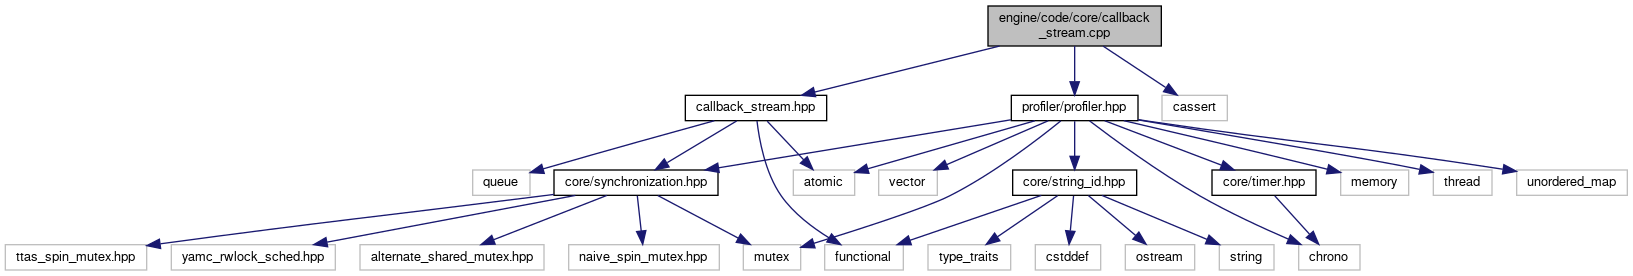 engine/code/core/callback
_stream.cpp
callback_stream.hpp
profiler/profiler.hpp
cassert
queue
core/synchronization.hpp
atomic
vector
core/string_id.hpp
core/timer.hpp
memory
thread
unordered_map
ttas_spin_mutex.hpp
yamc_rwlock_sched.hpp
alternate_shared_mutex.hpp
naive_spin_mutex.hpp
mutex
functional
type_traits
cstddef
ostream
string
chrono